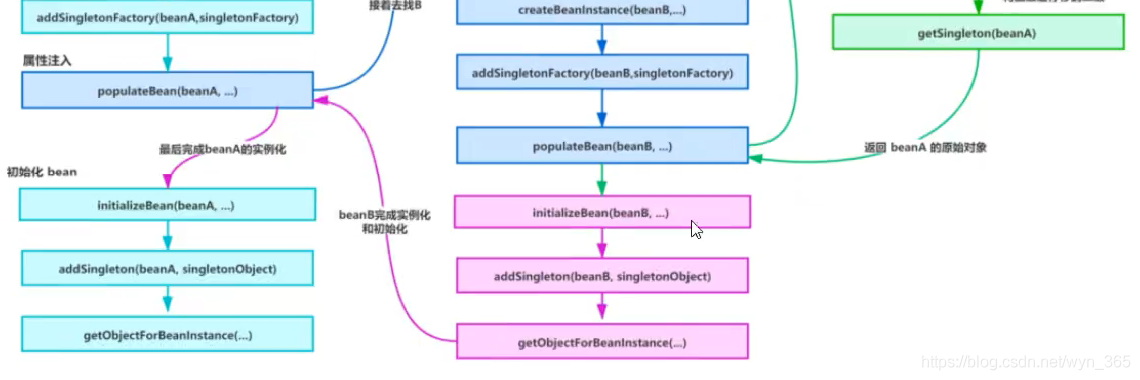 接着去找B
addSingletonFactory(beanA,singletonFactory)
属性注入
populateBean(beanA, ...)
最后完成beanA的实例化
初始化 bean
initializeBean(beanA, ...)
addSingleton(beanA, singletonObject)
getObjectForBeanInstance(...)
beanB完成实例化
和初始化
createBeanInstance(beanB,...)
addSingletonFactory(beanB,singletonFactory)
populateBean(beanB, ...)
initializeBean(beanB, ...)
addSingleton(beanB, singletonObject)
getObjectForBeanInstance(...)
getSingleton(beanA)
返回 beanA 的原始对象
https://blog.csdn.net/wyn_365